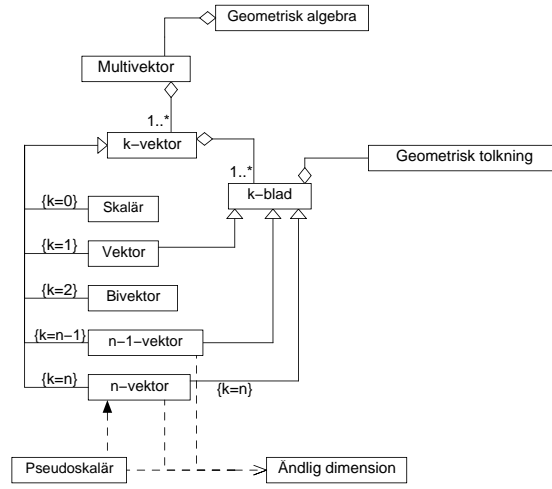 Geometrisk algebra
Multivektor
1..*
k−vektor
Geometrisk tolkning
1..*
k−blad
{k=0}
Skalär
{k=1}
Vektor
{k=2}
Bivektor
{k=n−1}
n−1−vektor
{k=n}
n−vektor
{k=n}
Pseudoskalär
Ändlig dimension